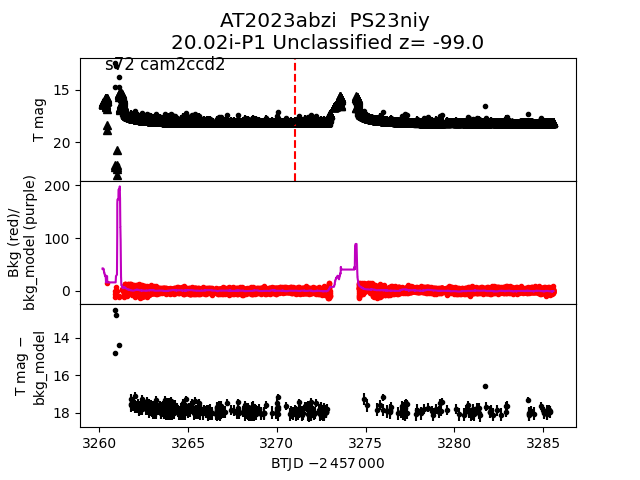 AT2023abzi  PS23niy
20.02i-P1 Unclassified z= -99.0
s72 cam2ccd2
T mag
15
20
Bkg (red)/
bkg_model (purple)
200
100
0
T mag −
bkg_model
14
16
18
3260
3265
3270
3275
3280
3285
BTJD −2 457 000